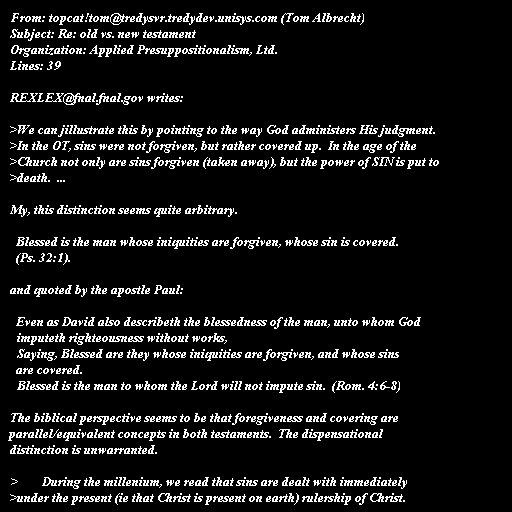 From: topcat!tom@tredysvr.tredydev.unisys.com (Tom Albrecht)
Subject: Re: old vs. new testament
Organization: Applied Presuppositionalism, Ltd.
Lines: 39

REXLEX@fnal.fnal.gov writes:

>We can jillustrate this by pointing to the way God administers His judgment.
>In the OT, sins were not forgiven, but rather covered up.  In the age of the
>Church not only are sins forgiven (taken away), but the power of SIN is put to
>death.  ...

My, this distinction seems quite arbitrary.

  Blessed is the man whose iniquities are forgiven, whose sin is covered.
  (Ps. 32:1).

and quoted by the apostle Paul:

  Even as David also describeth the blessedness of the man, unto whom God
  imputeth righteousness without works,
  Saying, Blessed are they whose iniquities are forgiven, and whose sins
  are covered.
  Blessed is the man to whom the Lord will not impute sin.  (Rom. 4:6-8)

The biblical perspective seems to be that foregiveness and covering are
parallel/equivalent concepts in both testaments.  The dispensational
distinction is unwarranted.

>       During the millenium, we read that sins are dealt with immediately
>under the present (ie that Christ is present on earth) rulership of Christ.